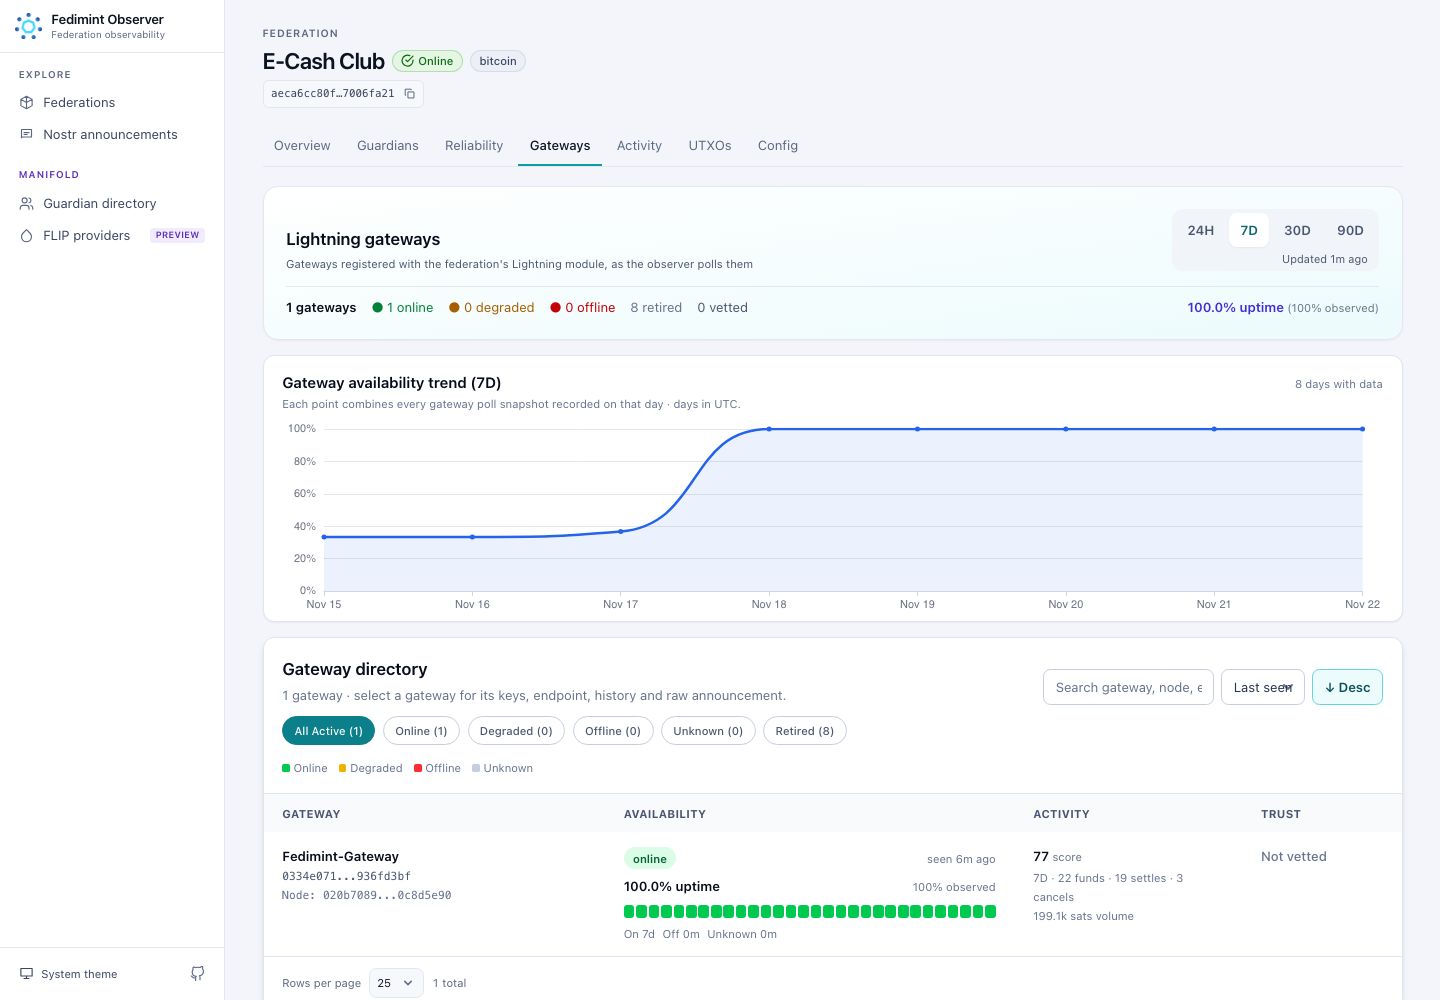 Fedimint Observer
Federation observability
EXPLORE
Federations
Nostr announcements
MANIFOLD
Guardian directory
FLIP providers PREVIEW
System theme
FEDERATION
E-Cash Club Online bitcoin
aeca6cc80f…7006fa21
Overview Guardians Reliability Gateways Activity UTXOs Config
Lightning gateways
Gateways registered with the federation's Lightning module, as the observer polls them
24H 7D 30D 90D
Updated 1m ago
1 gateways 1 online 0 degraded 0 offline 8 retired 0 vetted 100.0% uptime (100% observed)
Gateway availability trend (7D) 8 days with data
Each point combines every gateway poll snapshot recorded on that day · days in UTC.
100%
80%
60%
40%
20%
0%
Nov 15 Nov 16 Nov 17 Nov 18 Nov 19 Nov 20 Nov 21 Nov 22
Gateway directory
1 gateway · select a gateway for its keys, endpoint, history and raw announcement.
Search gateway, node, e Last seen ↓ Desc
All Active (1) Online (1) Degraded (0) Offline (0) Unknown (0) Retired (8)
Online Degraded Offline Unknown
GATEWAY AVAILABILITY ACTIVITY TRUST
Fedimint-Gateway
0334e071...936fd3bf
Node: 020b7089...0c8d5e90
online seen 6m ago
100.0% uptime 100% observed
On 7d Off 0m Unknown 0m
77 score
7D · 22 funds · 19 settles · 3
cancels
199.1k sats volume
Not vetted
Rows per page 25 1 total